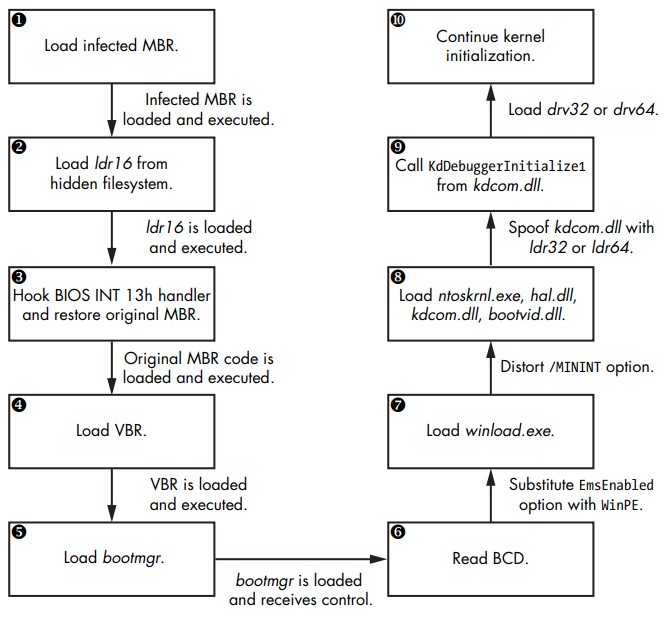 ❶
Load infected MBR.
Infected MBR is
loaded and executed.
❷
Load ldr16 from
hidden filesystem.
ldr16 is loaded
and executed.
❸
Hook BIOS INT 13h handler
and restore original MBR.
Original MBR code is
loaded and executed.
❹
Load VBR.
VBR is loaded
and executed.
❺
Load bootmgr.
bootmgr is loaded
and receives control.
❻
Read BCD.
Substitute EmsEnabled
option with WinPE.
❼
Load winload.exe.
Distort /MININT option.
❽
Load ntoskrnl.exe, hal.dll,
kdcom.dll, bootvid.dll.
Spoof kdcom.dll with
ldr32 or ldr64.
❾
Call KdDebuggerInitialize1
from kdcom.dll.
Load drv32 or drv64.
❿
Continue kernel
initialization.